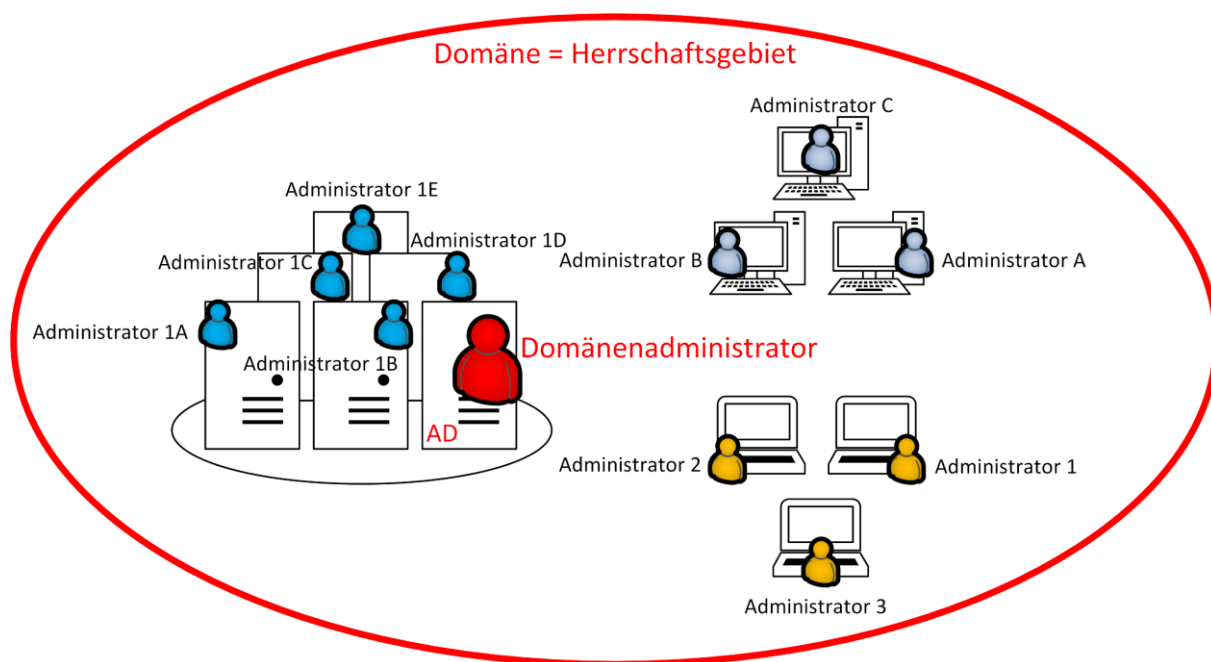 Domäne = Herrschaftsgebiet
Administrator C
Administrator 1E
Administrator 1D
Administrator 1C
Administrator B
Administrator A
Administrator 1A
Domänenadministrator
Administrator 1B
AD
Administrator 2
Administrator 1
Administrator 3